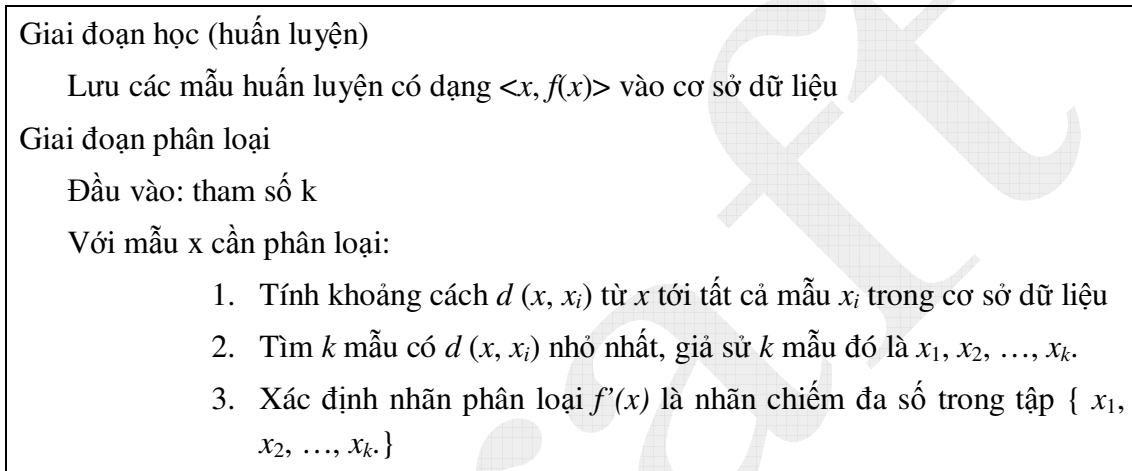 Giai đoạn học (huấn luyện)
Lưu các mẫu huấn luyện có dạng <x, f(x)> vào cơ sở dữ liệu
Giai đoạn phân loại
Đầu vào: tham số k
Với mẫu x cần phân loại:
1. Tính khoảng cách d (x, xᵢ) từ x tới tất cả mẫu xᵢ trong cơ sở dữ liệu
2. Tìm k mẫu có d (x, xᵢ) nhỏ nhất, giả sử k mẫu đó là x₁, x₂, …, xₖ.
3. Xác định nhãn phân loại f’(x) là nhãn chiếm đa số trong tập { x₁,
x₂, …, xₖ.}